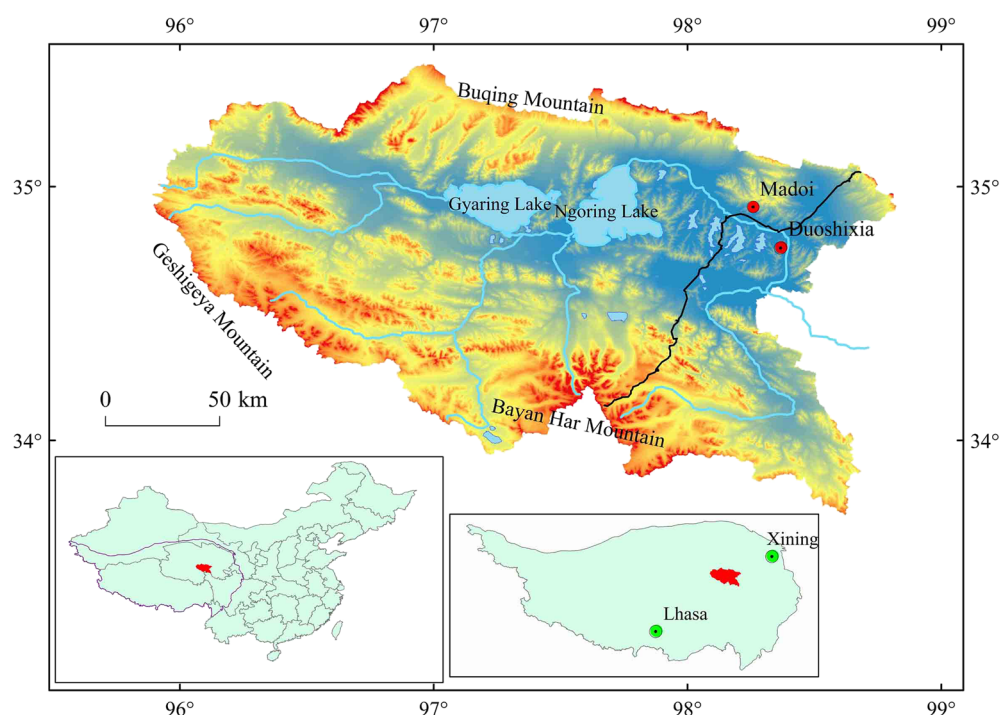 96° 97° 98° 99°
Buqing Mountain
35° 35°
Madoi
Gyaring Lake Ngoring Lake
Duoshixia
Geshigeya Mountain
0 50 km
Bayan Har Mountain
34° 34°
Xining
Lhasa
96° 97° 98° 99°